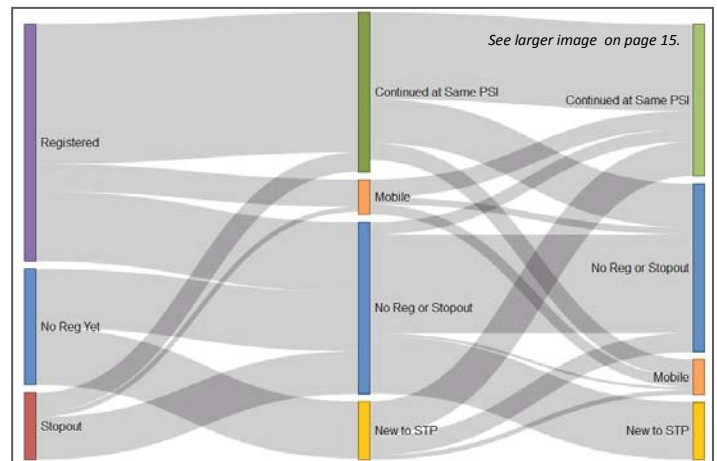 See larger image on page 15.
Continued at Same PSI
Continued at Same PSI
Registered
Mobile
No Reg or Stopout
No Reg or Stopout
No Reg Yet
Mobile
Stopout
New to STP
New to STP